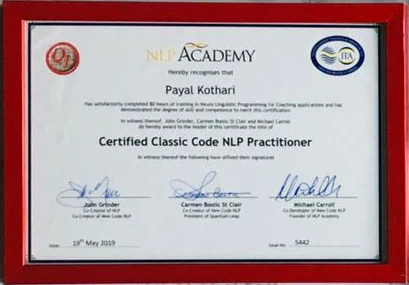 NLP ACADEMY
Hereby recognises that
Payal Kothari
Has satisfactorily completed 80 hours of training in Neuro Linguistic Programming for Coaching applications and has
demonstrated the degree of skill and competency to merit this certification
In witness thereof, John Grinder, Carmen Bostic St Clair and Michael Carroll
do hereby award to the holder of this certificate the title of
Certified Classic Code NLP Practitioner
In witness thereof the following have affixed their signatures
John Grinder
Carmen Bostic St Clair
Michael Carroll
Co-Creator of NLP
Co-Creator of New Code NLP
Co-Developer of New Code NLP
Co-Creator of New Code NLP
President of Quantum Leap
Founder of NLP Academy
Date: 19th May 2019
Issue No: 5442
ITA